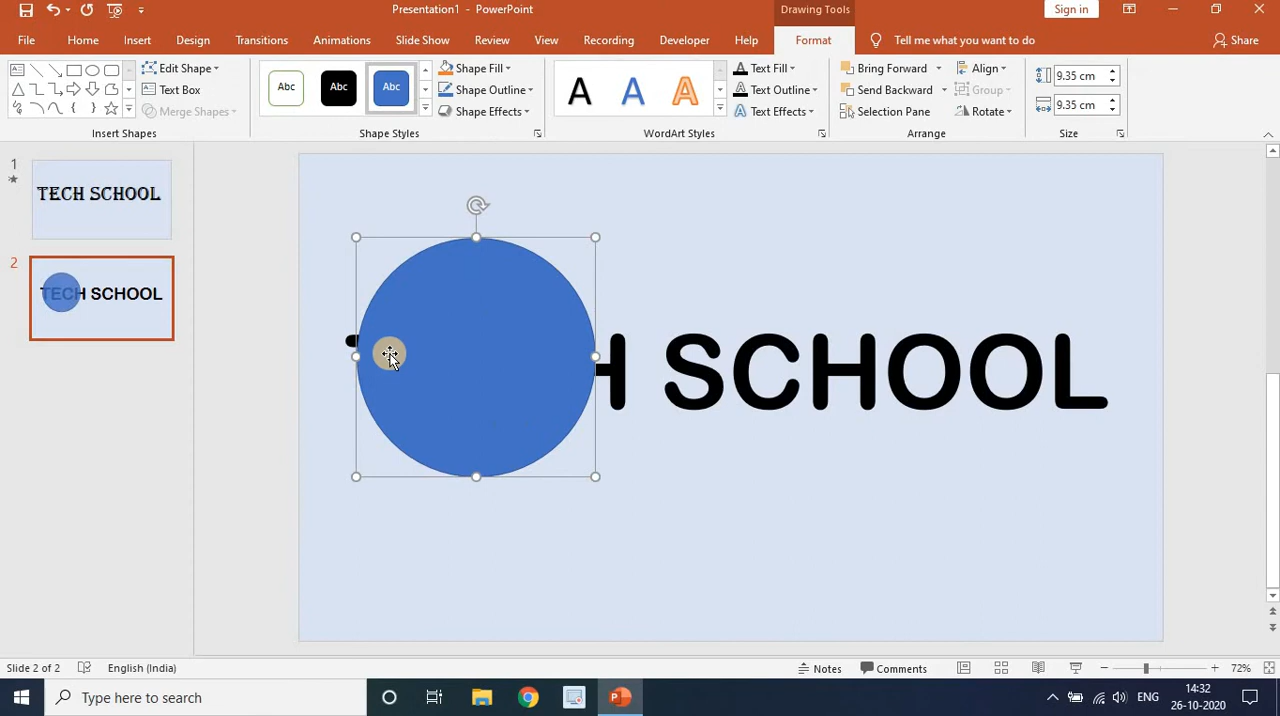 Presentation1 - PowerPoint
Drawing Tools
Sign in
File Home Insert Design Transitions Animations Slide Show Review View Recording Developer Help Format Tell me what you want to do Share
Edit Shape
Text Box
Merge Shapes
Insert Shapes
Abc Abc Abc
Shape Fill
Shape Outline
Shape Effects
Shape Styles
A A A
Text Fill
Text Outline
Text Effects
WordArt Styles
Bring Forward
Send Backward
Selection Pane
Align
Group
Rotate
Arrange
9.35 cm
9.35 cm
Size
1
TECH SCHOOL
2
TECH SCHOOL
H SCHOOL
Slide 2 of 2 English (India) Notes Comments 72%
Type here to search
ENG
14:32
26-10-2020